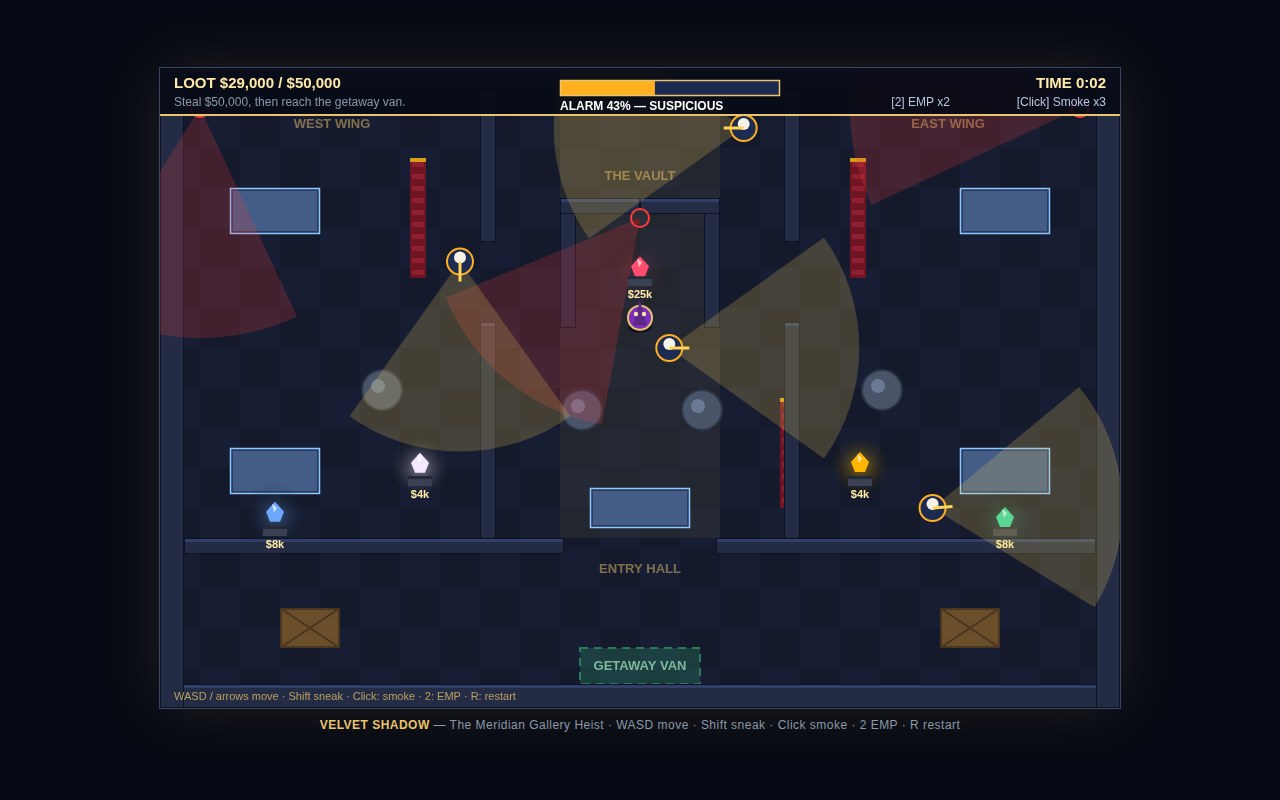 LOOT $29,000 / $50,000
Steal $50,000, then reach the getaway van.
ALARM 43% — SUSPICIOUS
TIME 0:02
[2] EMP x2
[Click] Smoke x3
WEST WING
EAST WING
THE VAULT
$25k
$4k
$4k
$8k
$8k
ENTRY HALL
GETAWAY VAN
WASD / arrows move · Shift sneak · Click: smoke · 2: EMP · R: restart
VELVET SHADOW — The Meridian Gallery Heist · WASD move · Shift sneak · Click smoke · 2 EMP · R restart